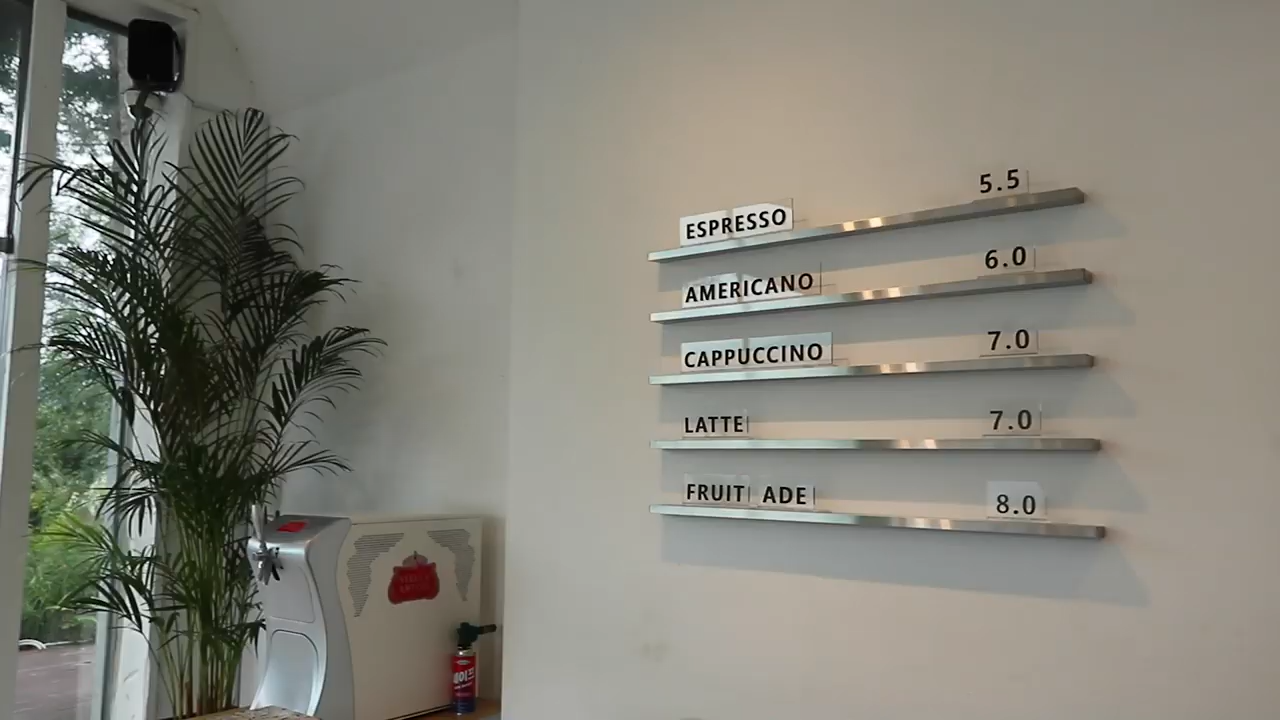 ESPRESSO 5.5
AMERICANO 6.0
CAPPUCCINO 7.0
LATTE 7.0
FRUIT ADE 8.0